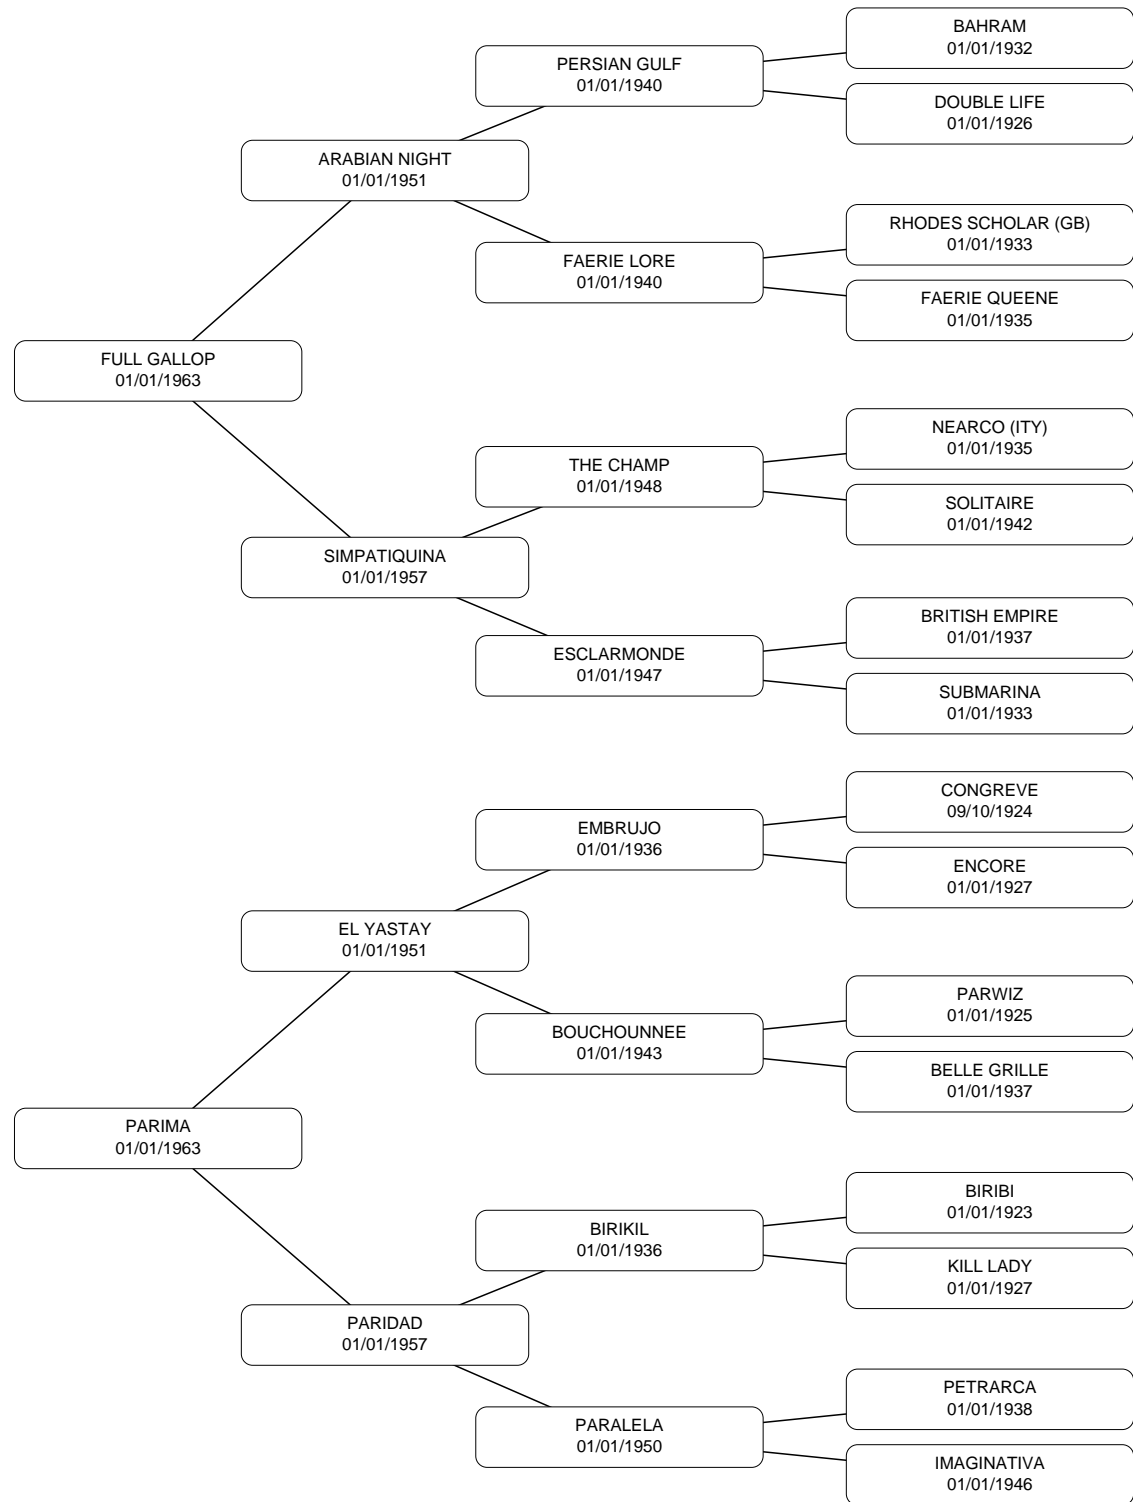 BAHRAM
01/01/1932
PERSIAN GULF
01/01/1940
DOUBLE LIFE
01/01/1926
ARABIAN NIGHT
01/01/1951
RHODES SCHOLAR (GB)
01/01/1933
FAERIE LORE
01/01/1940
FAERIE QUEENE
01/01/1935
FULL GALLOP
01/01/1963
NEARCO (ITY)
01/01/1935
THE CHAMP
01/01/1948
SOLITAIRE
01/01/1942
SIMPATIQUINA
01/01/1957
BRITISH EMPIRE
01/01/1937
ESCLARMONDE
01/01/1947
SUBMARINA
01/01/1933
CONGREVE
09/10/1924
EMBRUJO
01/01/1936
ENCORE
01/01/1927
EL YASTAY
01/01/1951
PARWIZ
01/01/1925
BOUCHOUNNEE
01/01/1943
BELLE GRILLE
01/01/1937
PARIMA
01/01/1963
BIRIBI
01/01/1923
BIRIKIL
01/01/1936
KILL LADY
01/01/1927
PARIDAD
01/01/1957
PETRARCA
01/01/1938
PARALELA
01/01/1950
IMAGINATIVA
01/01/1946